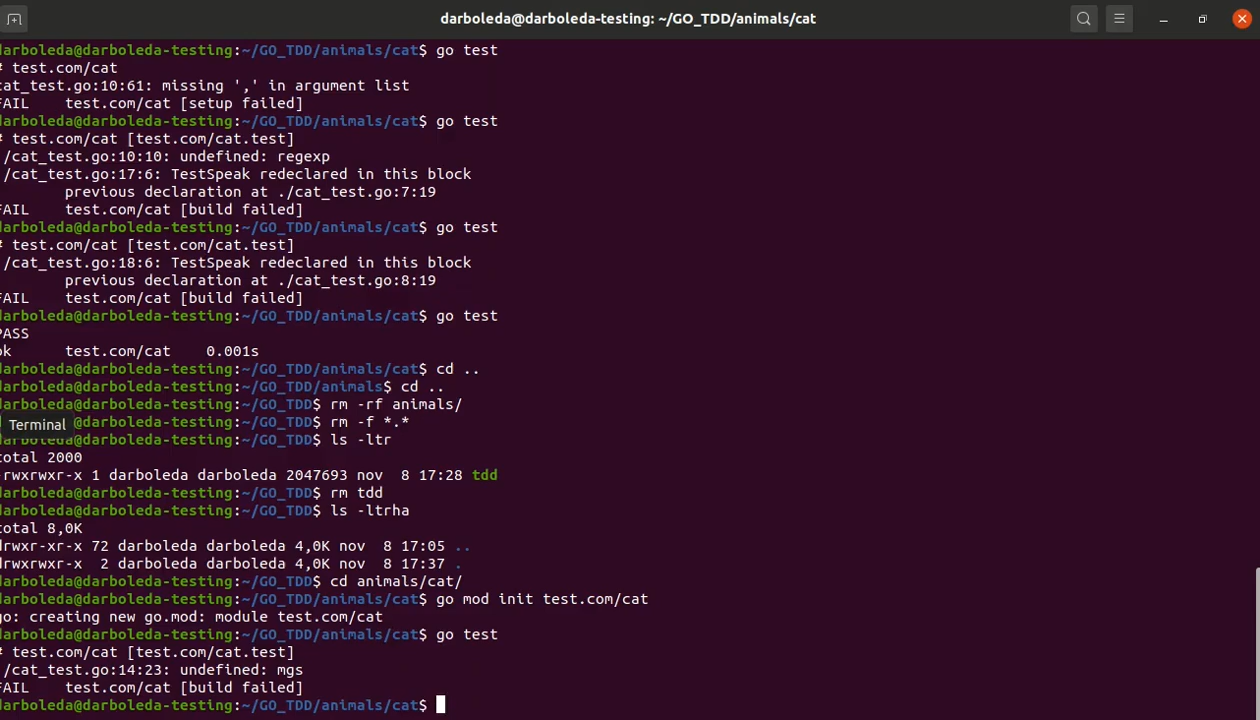 darboleda@darboleda-testing: ~/GO_TDD/animals/cat
darboleda@darboleda-testing:~/GO_TDD/animals/cat$ go test
# test.com/cat
cat_test.go:10:61: missing ',' in argument list
FAIL test.com/cat [setup failed]
darboleda@darboleda-testing:~/GO_TDD/animals/cat$ go test
# test.com/cat [test.com/cat.test]
/cat_test.go:10:10: undefined: regexp
/cat_test.go:17:6: TestSpeak redeclared in this block
previous declaration at ./cat_test.go:7:19
FAIL test.com/cat [build failed]
darboleda@darboleda-testing:~/GO_TDD/animals/cat$ go test
# test.com/cat [test.com/cat.test]
/cat_test.go:18:6: TestSpeak redeclared in this block
previous declaration at ./cat_test.go:8:19
FAIL test.com/cat [build failed]
darboleda@darboleda-testing:~/GO_TDD/animals/cat$ go test
PASS
ok test.com/cat 0.001s
darboleda@darboleda-testing:~/GO_TDD/animals/cat$ cd ..
darboleda@darboleda-testing:~/GO_TDD/animals$ cd ..
darboleda@darboleda-testing:~/GO_TDD$ rm -rf animals/
@darboleda-testing:~/GO_TDD$ rm -f *.*
Terminal
@darboleda-testing:~/GO_TDD$ ls -ltr
total 2000
-rwxrwxr-x 1 darboleda darboleda 2047693 nov 8 17:28 tdd
darboleda@darboleda-testing:~/GO_TDD$ rm tdd
darboleda@darboleda-testing:~/GO_TDD$ ls -ltrha
total 8,0K
drwxr-xr-x 72 darboleda darboleda 4,0K nov 8 17:05 ..
drwxrwxr-x 2 darboleda darboleda 4,0K nov 8 17:37 .
darboleda@darboleda-testing:~/GO_TDD$ cd animals/cat/
darboleda@darboleda-testing:~/GO_TDD/animals/cat$ go mod init test.com/cat
go: creating new go.mod: module test.com/cat
darboleda@darboleda-testing:~/GO_TDD/animals/cat$ go test
# test.com/cat [test.com/cat.test]
/cat_test.go:14:23: undefined: mgs
FAIL test.com/cat [build failed]
darboleda@darboleda-testing:~/GO_TDD/animals/cat$